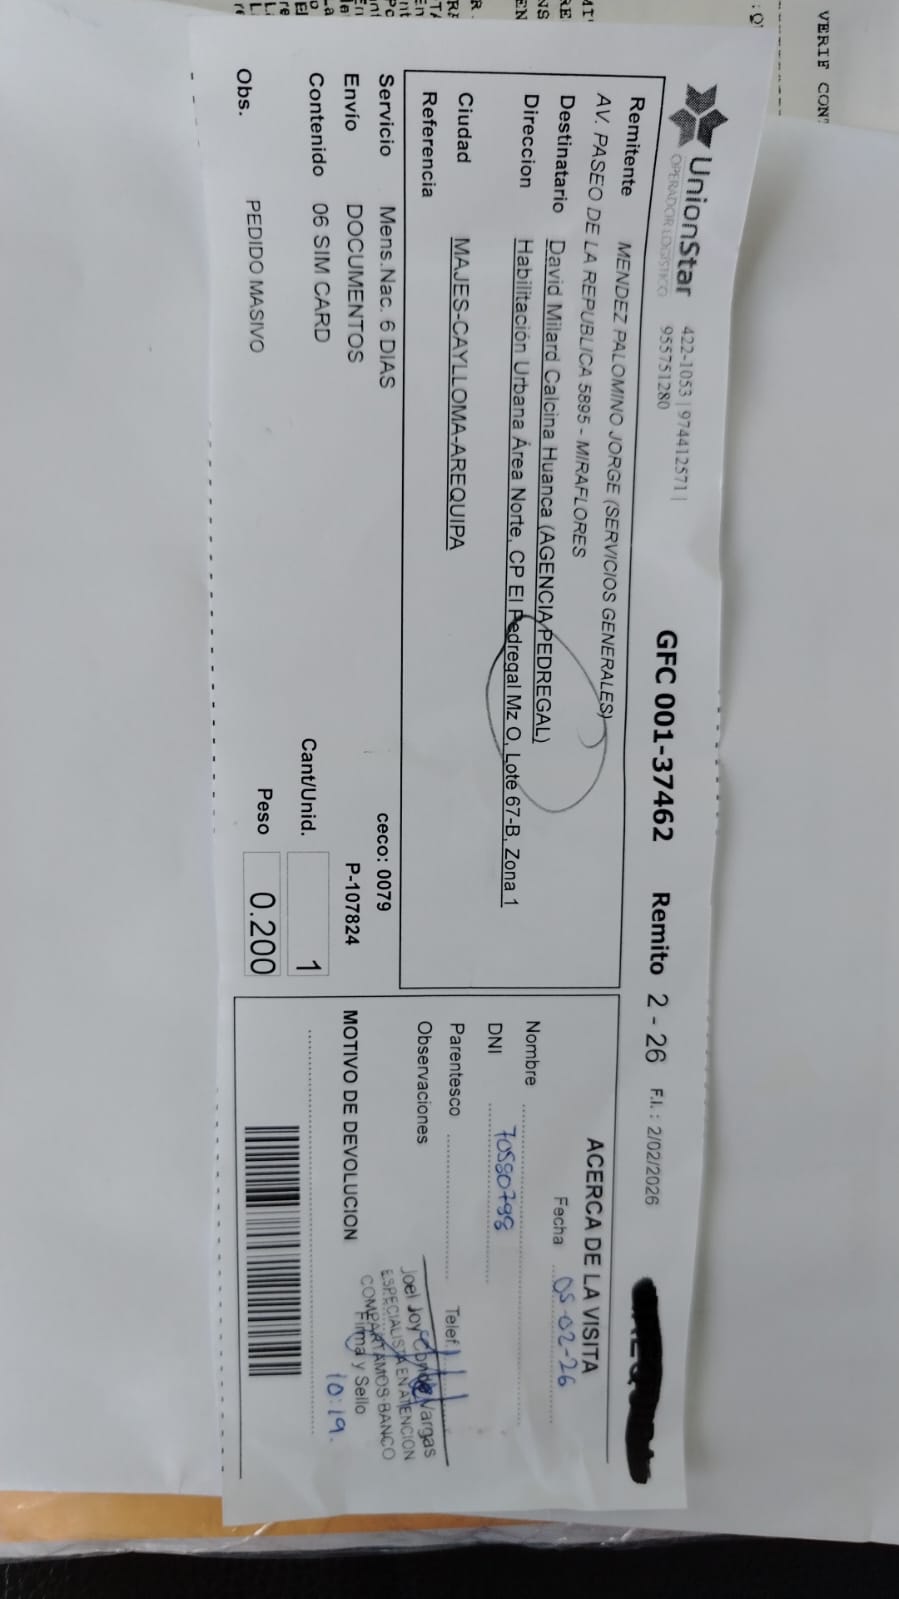 UnionStar
OPERADOR LOGÍSTICO
422-1053 | 974412571 |
955751280
GFC 001-37462 Remito 2 - 26 F.I. : 2/02/2026
Remitente MENDEZ PALOMINO JORGE (SERVICIOS GENERALES)
AV. PASEO DE LA REPUBLICA 5895 - MIRAFLORES
Destinatario David Milard Calcina Huanca (AGENCIA PEDREGAL)
Direccion Habilitación Urbana Área Norte, CP El Pedregal Mz O, Lote 67-B, Zona 1
Ciudad MAJES-CAYLLOMA-AREQUIPA
Referencia
Servicio Mens.Nac. 6 DIAS ceco: 0079
Envío DOCUMENTOS P-107824
Contenido 06 SIM CARD Cant/Unid. 1
Obs. PEDIDO MASIVO Peso 0.200
ACERCA DE LA VISITA
Fecha 05-02-26
Nombre
DNI 70580798
Parentesco Telef
Observaciones
Joel Joy Conde Vargas
ESPECIALISTA EN ATENCION
COMPARTAMOS BANCO
Firma y Sello
10:19.
MOTIVO DE DEVOLUCION
VERIF CON